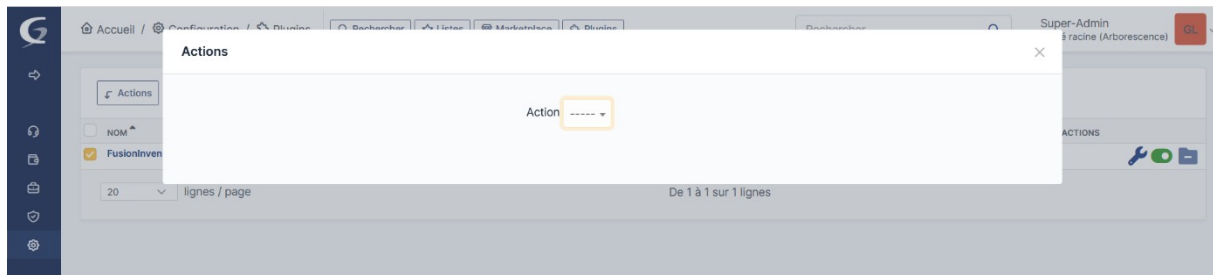 Accueil / Configuration / Plugins Rechercher Listes Marketplace Plugins Rechercher Super-Admin
é racine (Arborescence) GL
Actions
Actions
Action -----
NOM ACTIONS
FusionInven
20 lignes / page De 1 à 1 sur 1 lignes